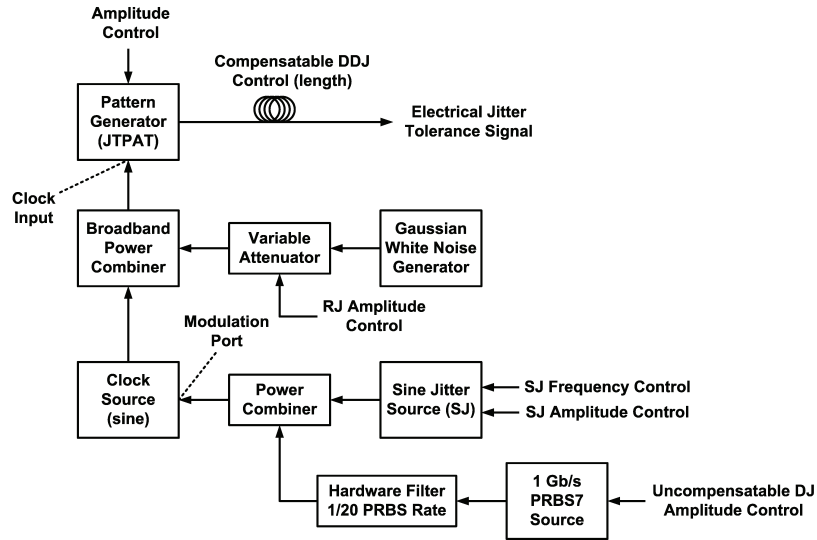 Amplitude
Control
Compensatable DDJ
Control (length)
Pattern
Generator
(JTPAT)
Electrical Jitter
Tolerance Signal
Clock
Input
Broadband
Power
Combiner
Variable
Attenuator
Gaussian
White Noise
Generator
RJ Amplitude
Control
Modulation
Port
Clock
Source
(sine)
Power
Combiner
Sine Jitter
Source (SJ)
SJ Frequency Control
SJ Amplitude Control
Hardware Filter
1/20 PRBS Rate
1 Gb/s
PRBS7
Source
Uncompensatable DJ
Amplitude Control